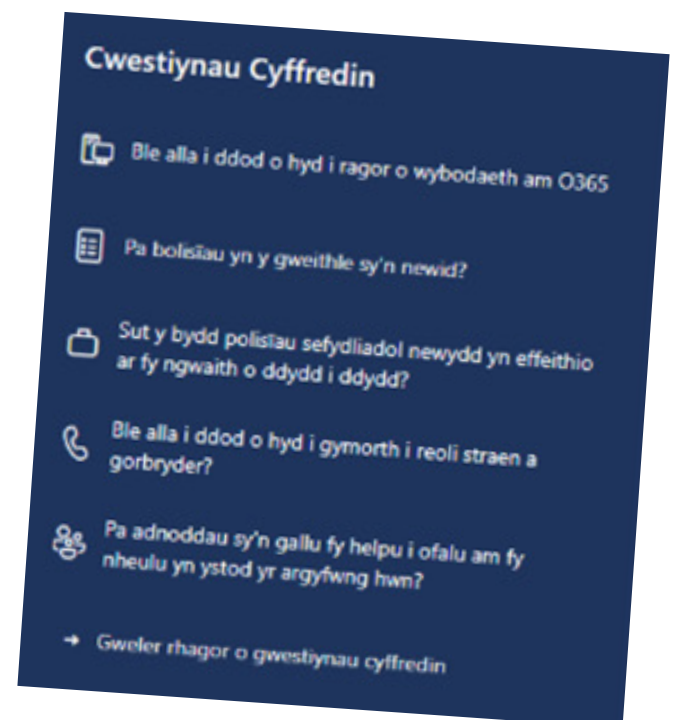 Cwestiynau Cyffredin
Ble alla i ddod o hyd i ragor o wybodaeth am O365
Pa bolisïau yn y gweithle sy'n newid?
Sut y bydd polisïau sefydliadol newydd yn effeithio
ar fy ngwaith o ddydd i ddydd?
Ble alla i ddod o hyd i gymorth i reoli straen a
gorbryder?
Pa adnoddau sy'n gallu fy helpu i ofalu am fy
nheulu yn ystod yr argyfwng hwn?
Gweler rhagor o gwestiynau cyffredin